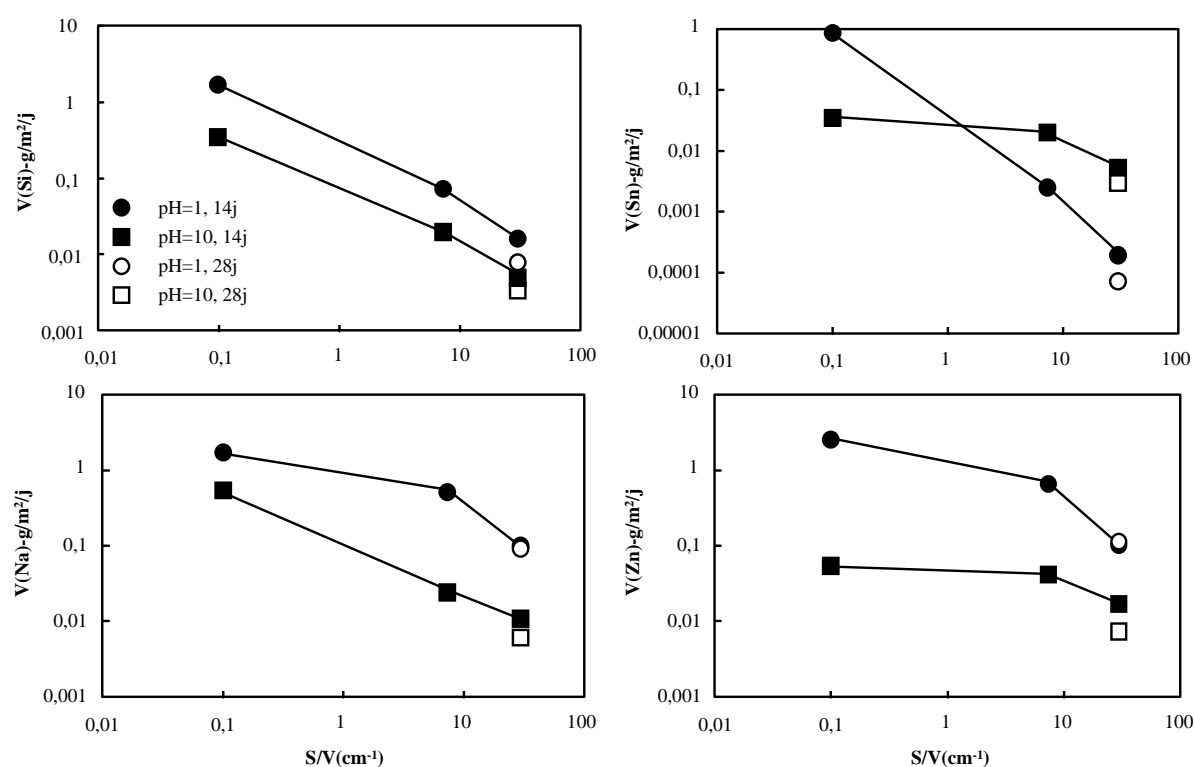 V(Si)-g/m²/j
10
1
0,1
0,01
0,001
pH=1, 14j
pH=10, 14j
pH=1, 28j
pH=10, 28j
0,01 0,1 1 10 100
V(Sn)-g/m²/j
1
0,1
0,01
0,001
0,0001
0,00001
0,01 0,1 1 10 100
V(Na)-g/m²/j
10
1
0,1
0,01
0,001
0,01 0,1 1 10 100
S/V(cm⁻¹)
V(Zn)-g/m²/j
10
1
0,1
0,01
0,001
0,01 0,1 1 10 100
S/V(cm⁻¹)